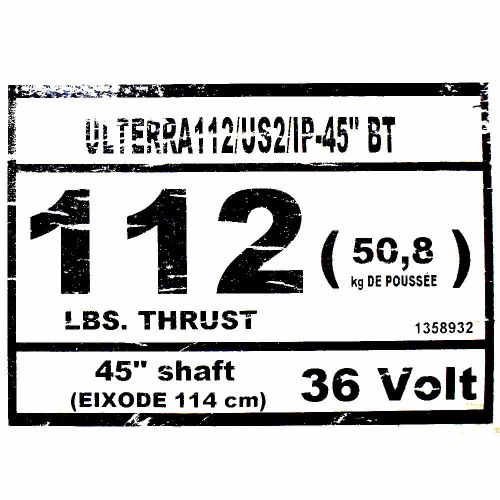 ULTERRA112/US2/IP-45" BT
112 ( 50,8 )
kg DE POUSSÉE
LBS. THRUST
1358932
45" shaft
(EIXODE 114 cm)
36 Volt